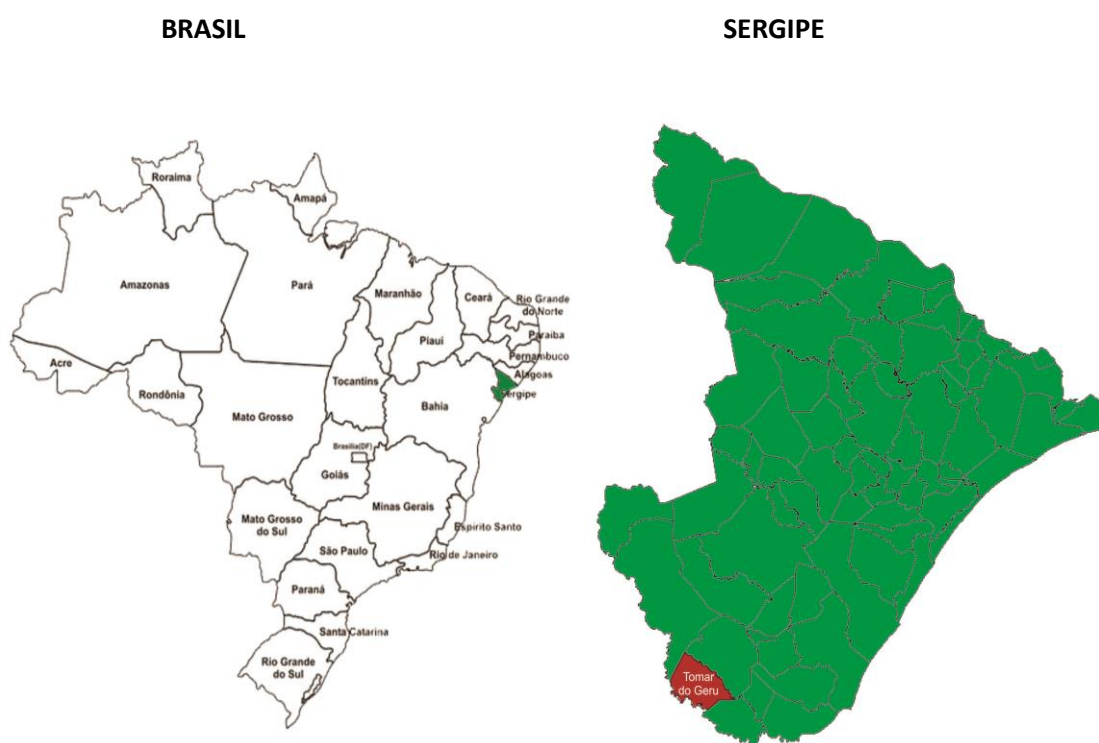 BRASIL
SERGIPE
Roraima
Amapá
Amazonas
Pará
Maranhão
Ceará
Rio Grande
do Norte
Paraiba
Piauí
Pernambuco
Acre
Alagoas
Tocantins
Sergipe
Rondônia
Bahia
Mato Grosso
Brasília(DF)
Goiás
Minas Gerais
Mato Grosso
do Sul
Espirito Santo
São Paulo
Rio de Janeiro
Paraná
Santa Catarina
Rio Grande
do Sul
Tomar
do Geru